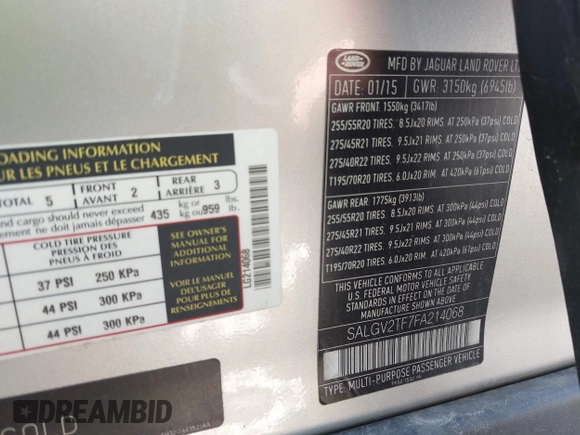 LOADING INFORMATION
SUR LES PNEUS ET LE CHARGEMENT
TOTAL 5 FRONT AVANT 2 REAR ARRIÈRE 3
and cargo should never exceed 435 kg or 959 lbs.
ne doit jamais dépasser kg ou lb.
COLD TIRE PRESSURE
PRESSION DES
PNEUS À FROID
37 PSI 250 KPa
44 PSI 300 KPa
44 PSI 300 KPa
SEE OWNER'S
MANUAL FOR
ADDITIONAL
INFORMATION
VOIR LE MANUEL
DE L'USAGER
POUR PLUS DE
RENSEIGNEMENTS
LG214068
LAND ROVER
MFD BY JAGUAR LAND ROVER LT
DATE: 01/15 GWR: 3150kg (6945lb)
GAWR FRONT: 1550kg (3417lb)
255/55R20 TIRES. 8.5Jx20 RIMS. AT 250kPA (37psi) COLD
275/45R21 TIRES. 9.5Jx21 RIMS. AT 250kPA (37psi) COLD
275/40R22 TIRES. 9.5Jx22 RIMS. AT 250kPA (37psi) COLD
T195/70R20 TIRES. 6.0Jx20 RIM. AT 420kPA (61psi) COLD
GAWR REAR: 1775kg (3913lb)
255/55R20 TIRES. 8.5Jx20 RIMS. AT 300kPA (44psi) COLD
275/45R21 TIRES. 9.5Jx21 RIMS. AT 300kPA (44psi) COLD
275/40R22 TIRES. 9.5Jx22 RIMS. AT 300kPA (44psi) COLD
T195/70R20 TIRES. 6.0Jx20 RIM. AT 420kPA (61psi) COLD
THIS VEHICLE CONFORMS TO ALL APPLICABLE
U.S. FEDERAL MOTOR VEHICLE SAFETY
STANDARDS IN EFFECT ON THE DATE OF
MANUFACTURE SHOWN ABOVE
SALGV2TF7FA214068
TYPE: MULTI-PURPOSE PASSENGER VEHICLE
SOLD
DREAMBID